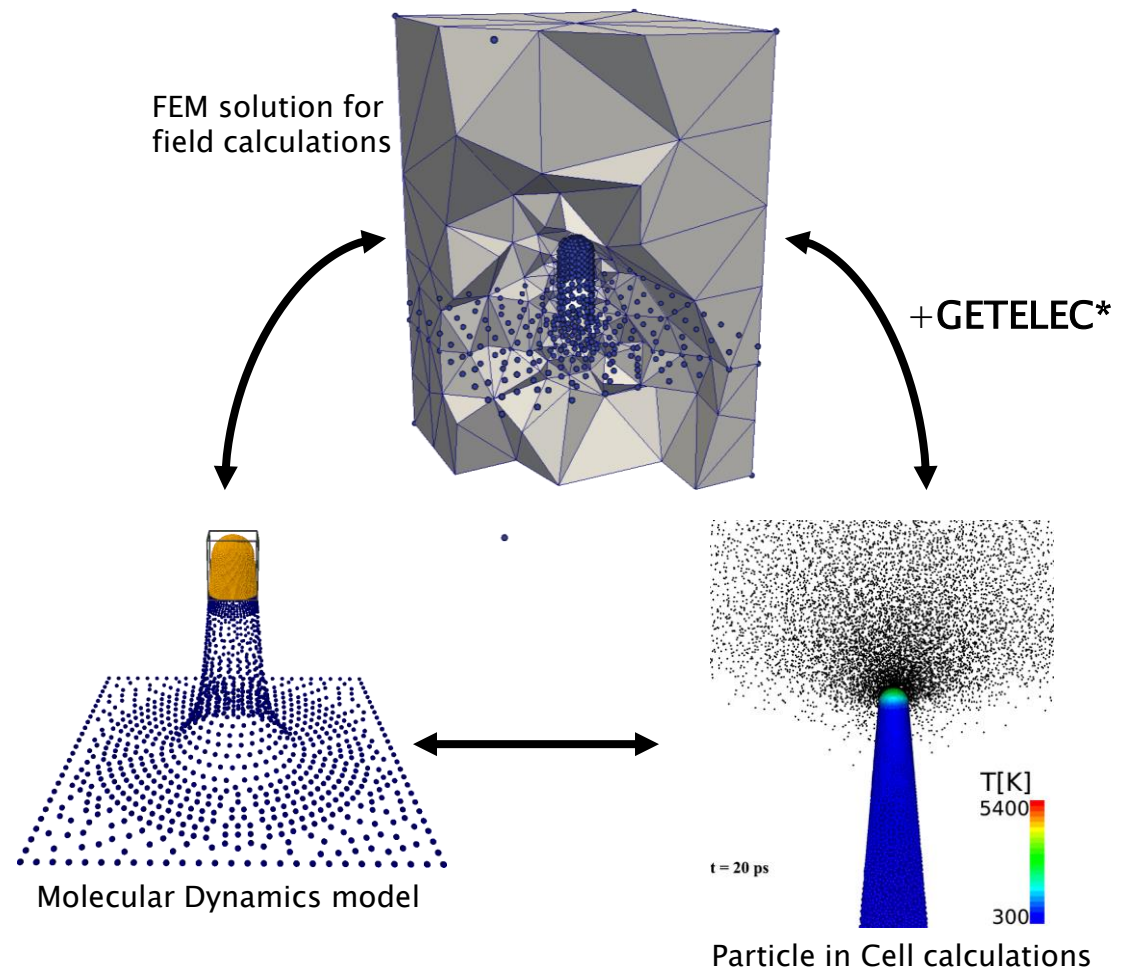 FEM solution for
field calculations
+GETELEC*
T[K]
5400
t = 20 ps
300
Molecular Dynamics model
Particle in Cell calculations